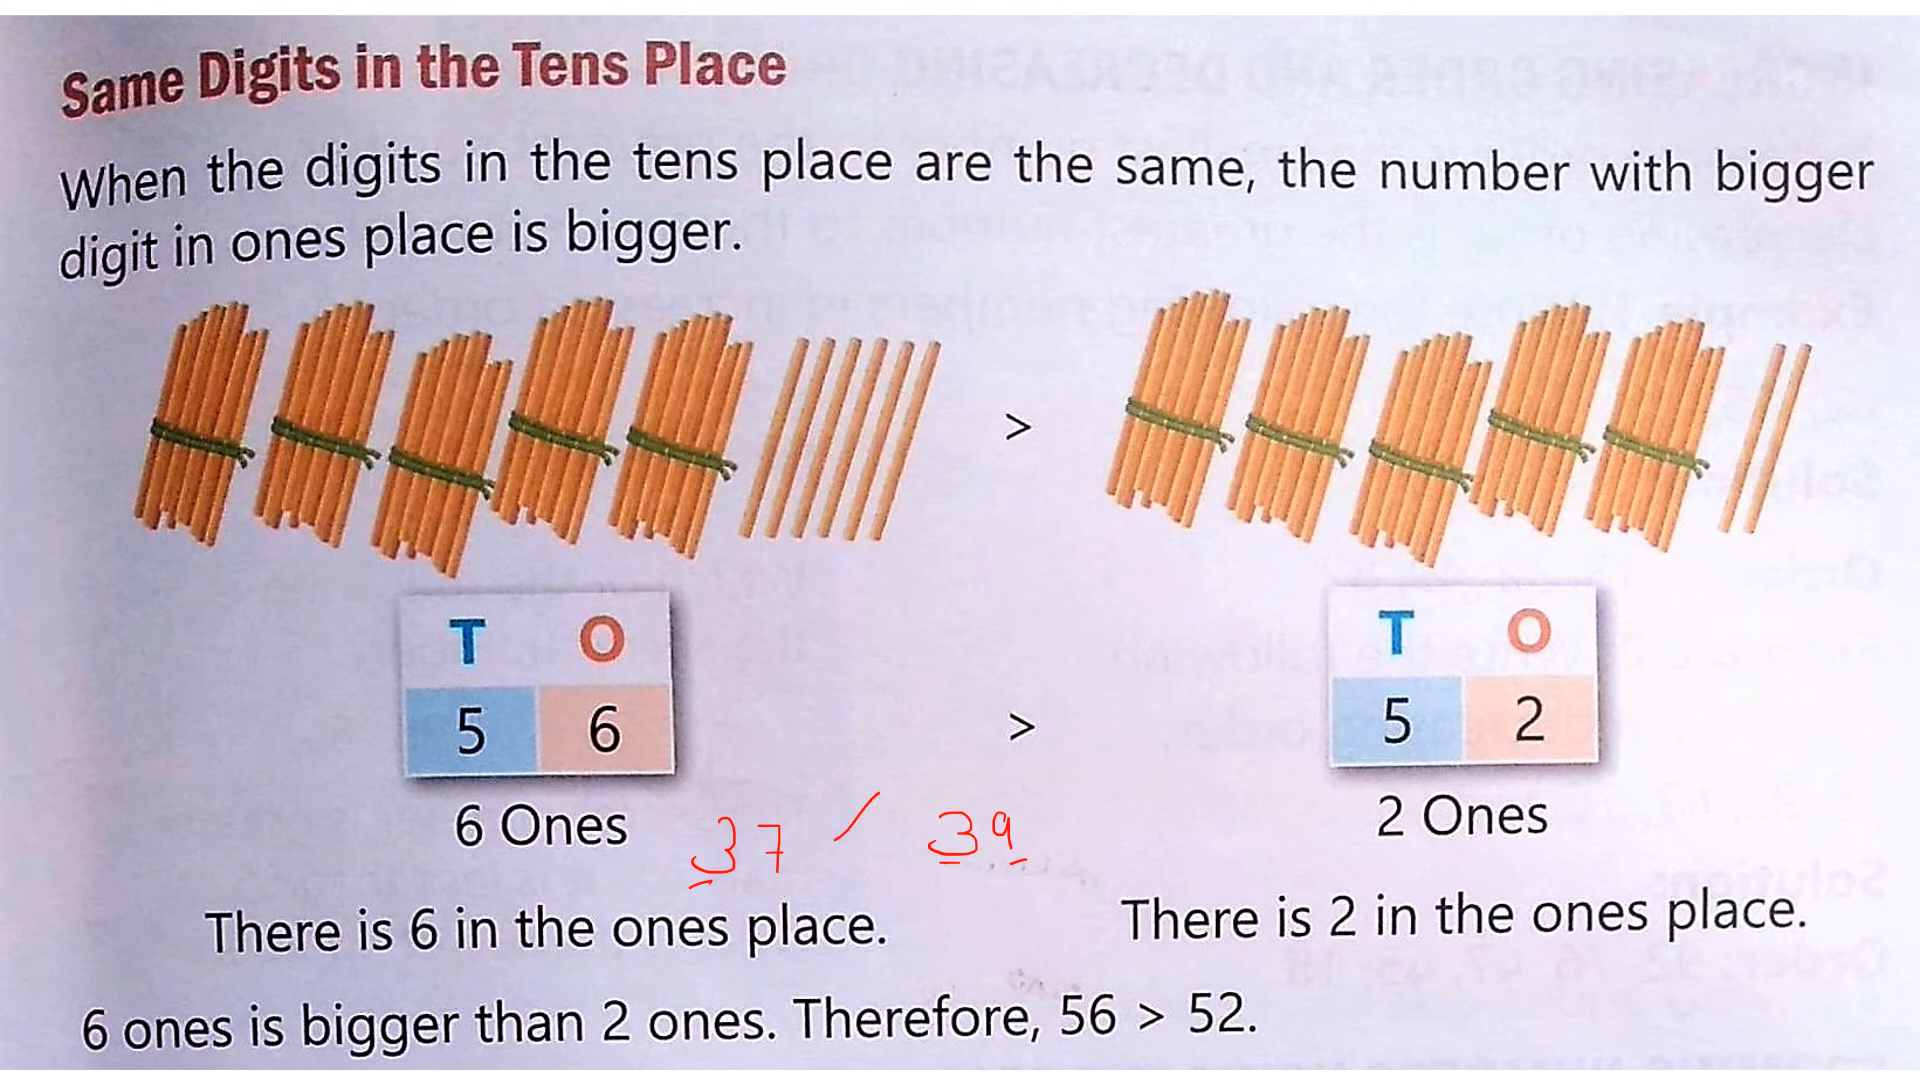 Same Digits in the Tens Place
When the digits in the tens place are the same, the number with bigger
digit in ones place is bigger.
>
T O
5 6
>
T O
5 2
6 Ones
2 Ones
37 39
There is 6 in the ones place.
There is 2 in the ones place.
6 ones is bigger than 2 ones. Therefore, 56 > 52.